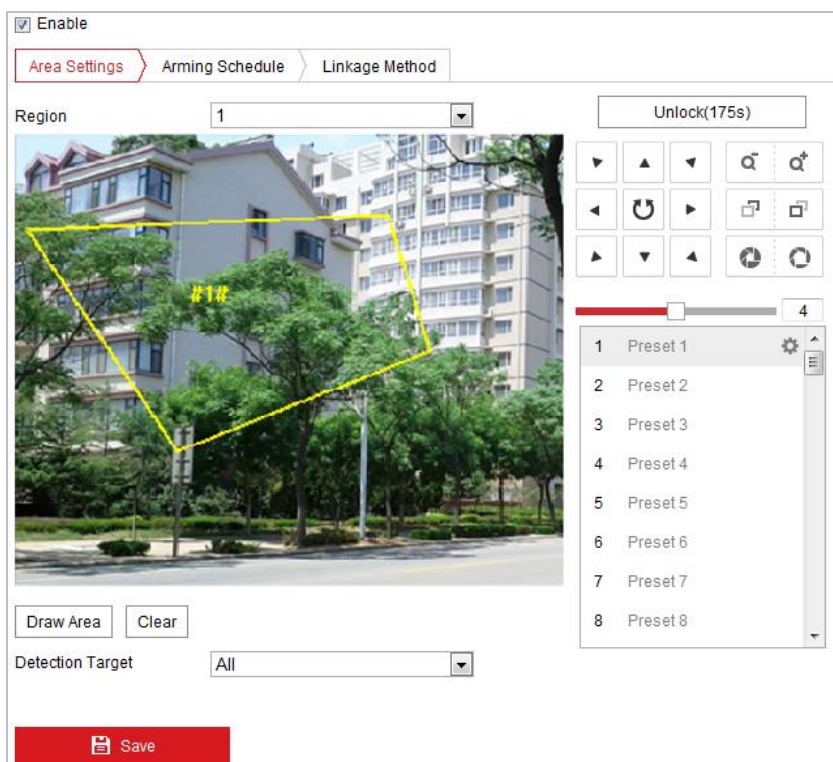 Enable
Area Settings
Arming Schedule
Linkage Method
Region
1
Unlock(175s)
#1#
4
1 Preset 1
2 Preset 2
3 Preset 3
4 Preset 4
5 Preset 5
6 Preset 6
7 Preset 7
8 Preset 8
Draw Area
Clear
Detection Target
All
Save